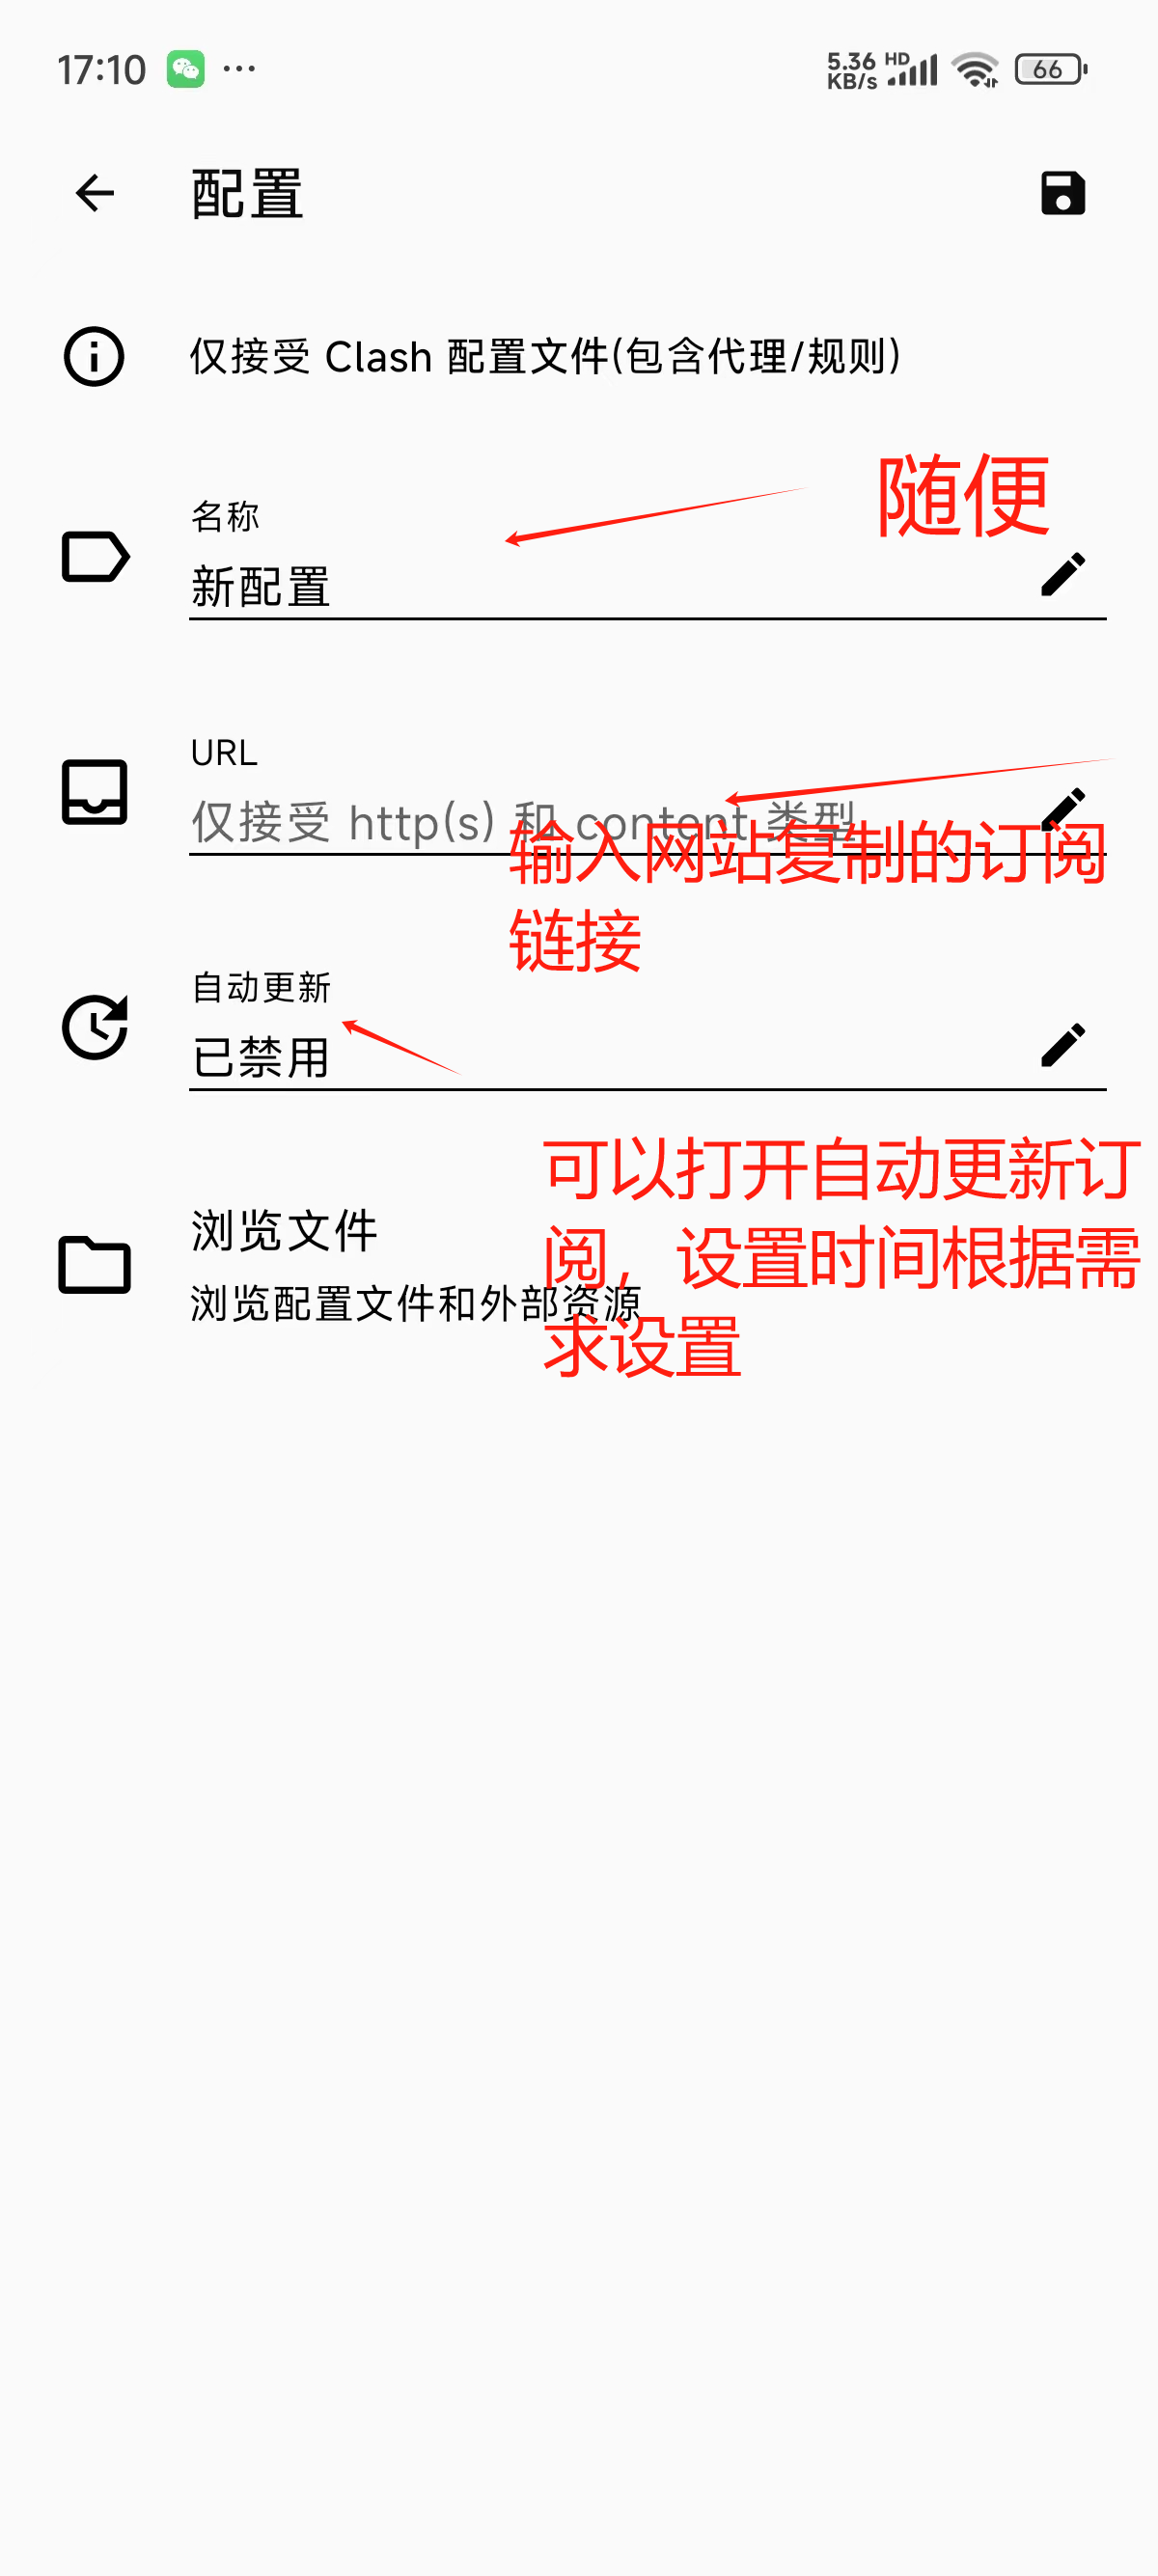 17:10 ··· 5.36 KB/s HD 66
配置
仅接受 Clash 配置文件(包含代理/规则)
随便
名称
新配置
URL
仅接受 http(s) 和 content 类型
输入网站复制的订阅
链接
自动更新
已禁用
可以打开自动更新订
阅，设置时间根据需
求设置
浏览文件
浏览配置文件和外部资源